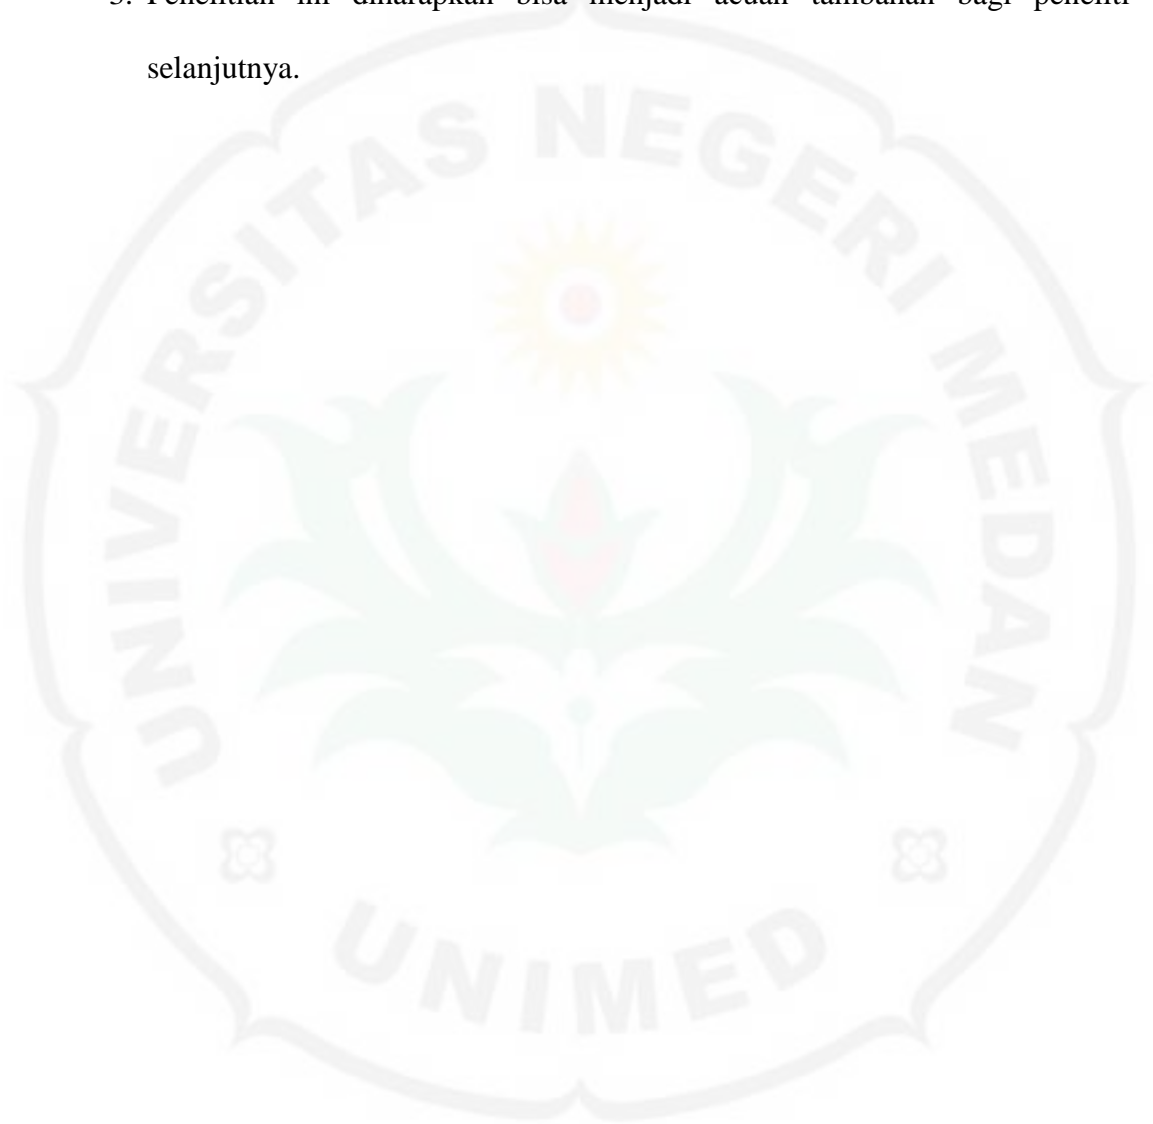 3. Penelitian ini diharapkan bisa menjadi acuan tambahan bagi peneliti
selanjutnya.
UNIVERSITAS NEGERI MEDAN
UNIMED